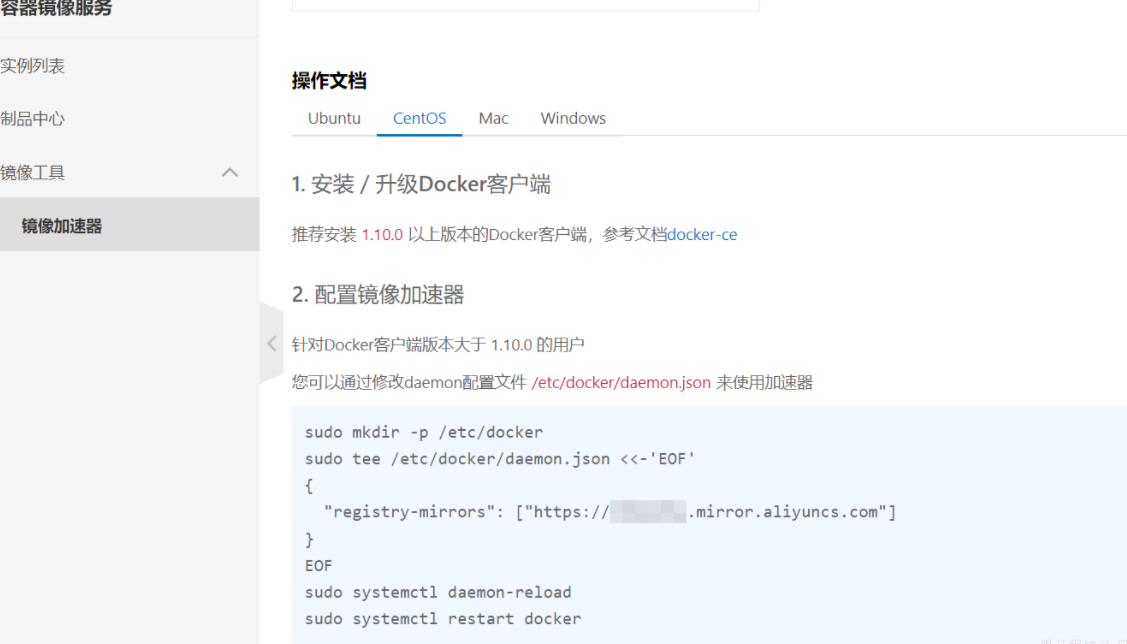 容器镜像服务
实例列表
制品中心
镜像工具
镜像加速器
操作文档
Ubuntu CentOS Mac Windows
1. 安装 / 升级Docker客户端
推荐安装 1.10.0 以上版本的Docker客户端，参考文档docker-ce
2. 配置镜像加速器
针对Docker客户端版本大于 1.10.0 的用户
您可以通过修改daemon配置文件 /etc/docker/daemon.json 来使用加速器
sudo mkdir -p /etc/docker
sudo tee /etc/docker/daemon.json <<-'EOF'
{
"registry-mirrors": ["https://.mirror.aliyuncs.com"]
}
EOF
sudo systemctl daemon-reload
sudo systemctl restart docker